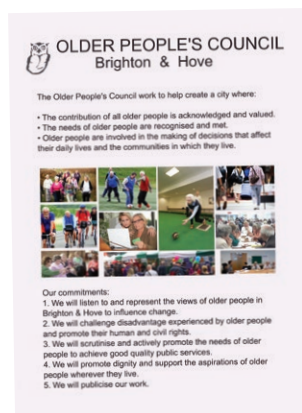 OLDER PEOPLE'S COUNCIL
Brighton & Hove
The Older People's Council work to help create a city where:
• The contribution of all older people is acknowledged and valued.
• The needs of older people are recognised and met.
• Older people are involved in the making of decisions that affect
their daily lives and the communities in which they live.
Our commitments:
1. We will listen to and represent the views of older people in
Brighton & Hove to influence change.
2. We will challenge disadvantage experienced by older people
and promote their human and civil rights.
3. We will scrutinise and actively promote the needs of older
people to achieve good quality public services.
4. We will promote dignity and support the aspirations of older
people wherever they live.
5. We will publicise our work.